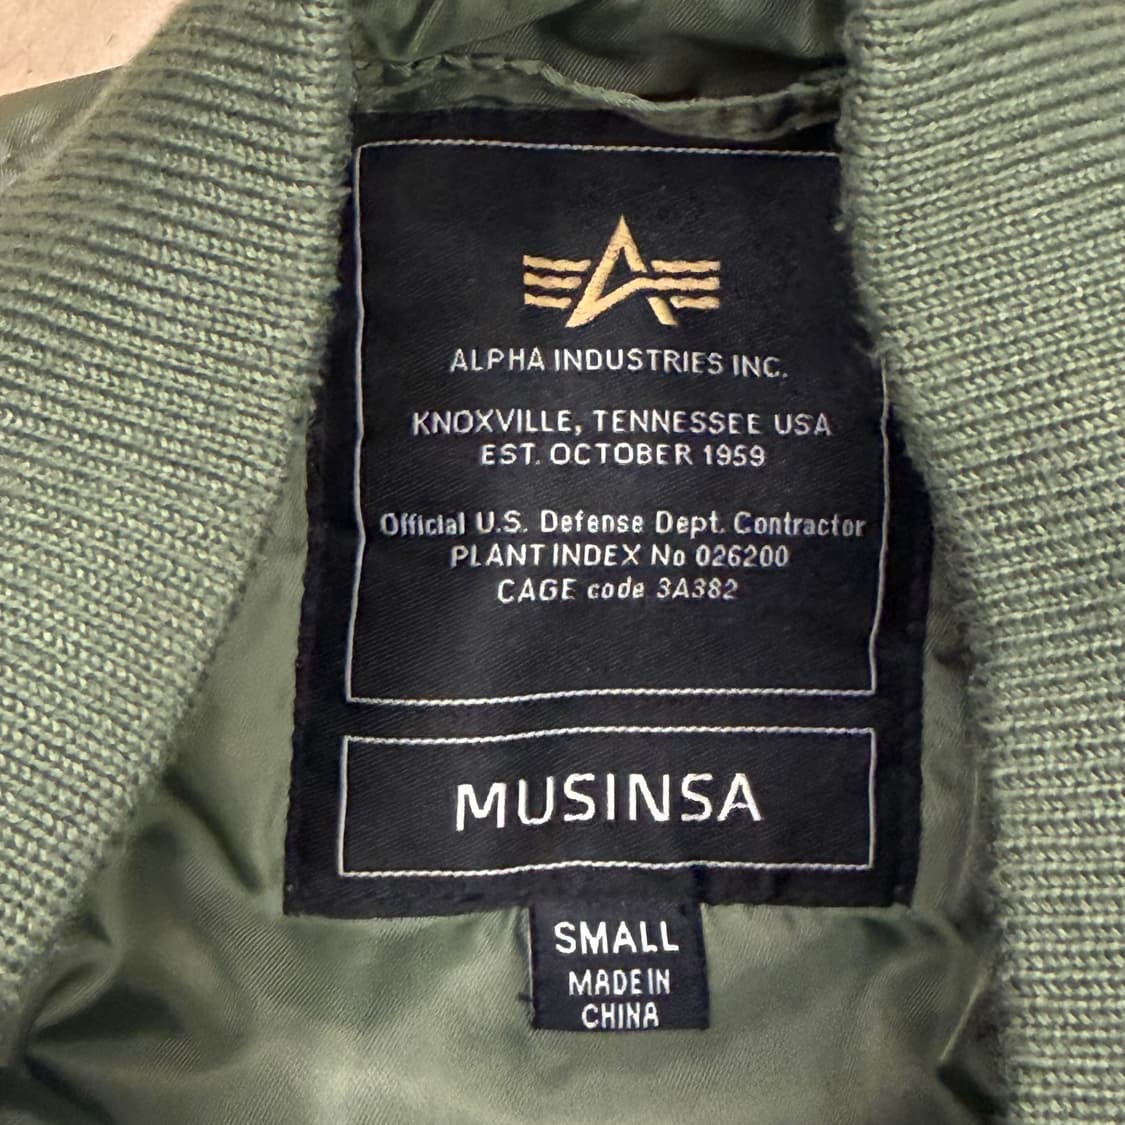 ALPHA INDUSTRIES INC.
KNOXVILLE, TENNESSEE USA
EST. OCTOBER 1959
Official U.S. Defense Dept. Contractor
PLANT INDEX No 026200
CAGE code 3A382
MUSINSA
SMALL
MADE IN
CHINA